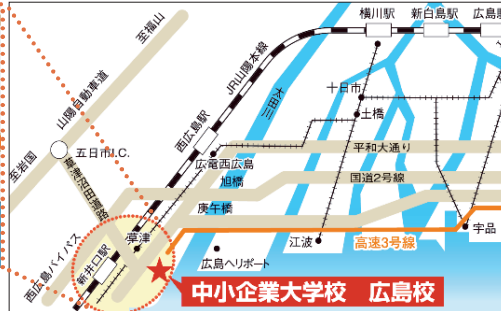 横川駅
新白島駅
広島駅
至福山
山陽自動車道
JR山陽本線
西広島駅
太田川
十日市
土橋
五日市I.C.
広電西広島
平和大通り
至岩国
草津沼田道路
旭橋
国道2号線
庚午橋
西広島バイパス
新井口駅
草津
広島ヘリポート
江波
高速3号線
宇品
中小企業大学校 広島校